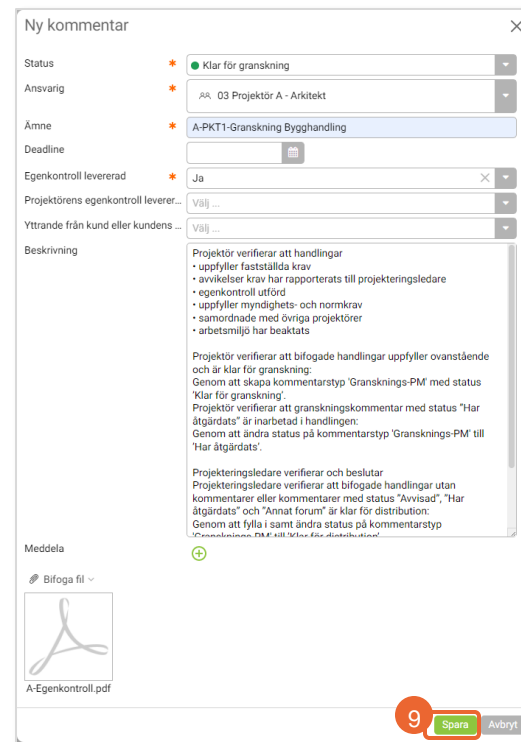 Ny kommentar
Status * Klar för granskning
Ansvarig * 03 Projektör A - Arkitekt
Ämne * A-PKT1-Granskning Bygghandling
Deadline
Egenkontroll levererad * Ja
Projektörens egenkontroll leverer... Välj ...
Yttrande från kund eller kundens ... Välj ...
Beskrivning
Projektör verifierar att handlingar
• uppfyller fastställda krav
• avvikelser krav har rapporterats till projekteringsledare
• egenkontroll utförd
• uppfyller myndighets- och normkrav
• samordnade med övriga projektörer
• arbetsmiljö har beaktats
Projektör verifierar att bifogade handlingar uppfyller ovanstående
och är klar för granskning:
Genom att skapa kommentarstyp 'Gransknings-PM' med status
'Klar för granskning'.
Projektör verifierar att granskningskommentar med status "Har
åtgärdats" är inarbetad i handlingen:
Genom att ändra status på kommentarstyp 'Gransknings-PM' till
'Har åtgärdats'.
Projekteringsledare verifierar och beslutar
Projekteringsledare verifierar att bifogade handlingar utan
kommentarer eller kommentarer med status "Avvisad", "Har
åtgärdats" och "Annat forum" är klar för distribution:
Genom att fylla i samt ändra status på kommentarstyp
'Gransknings-PM' till 'Klar för distribution'
Meddela
Bifoga fil
A-Egenkontroll.pdf
9 Spara Avbryt